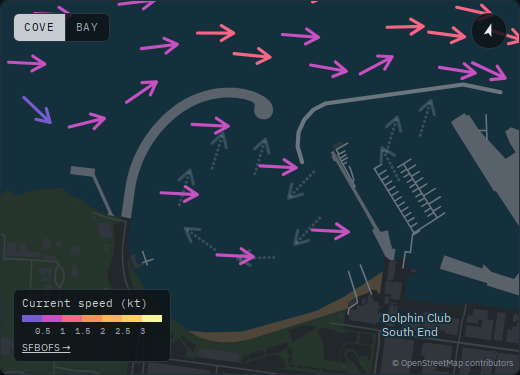 COVE BAY
Current speed (kt)
0.5 1 1.5 2 2.5 3
SFBOFS →
Dolphin Club
South End
© OpenStreetMap contributors